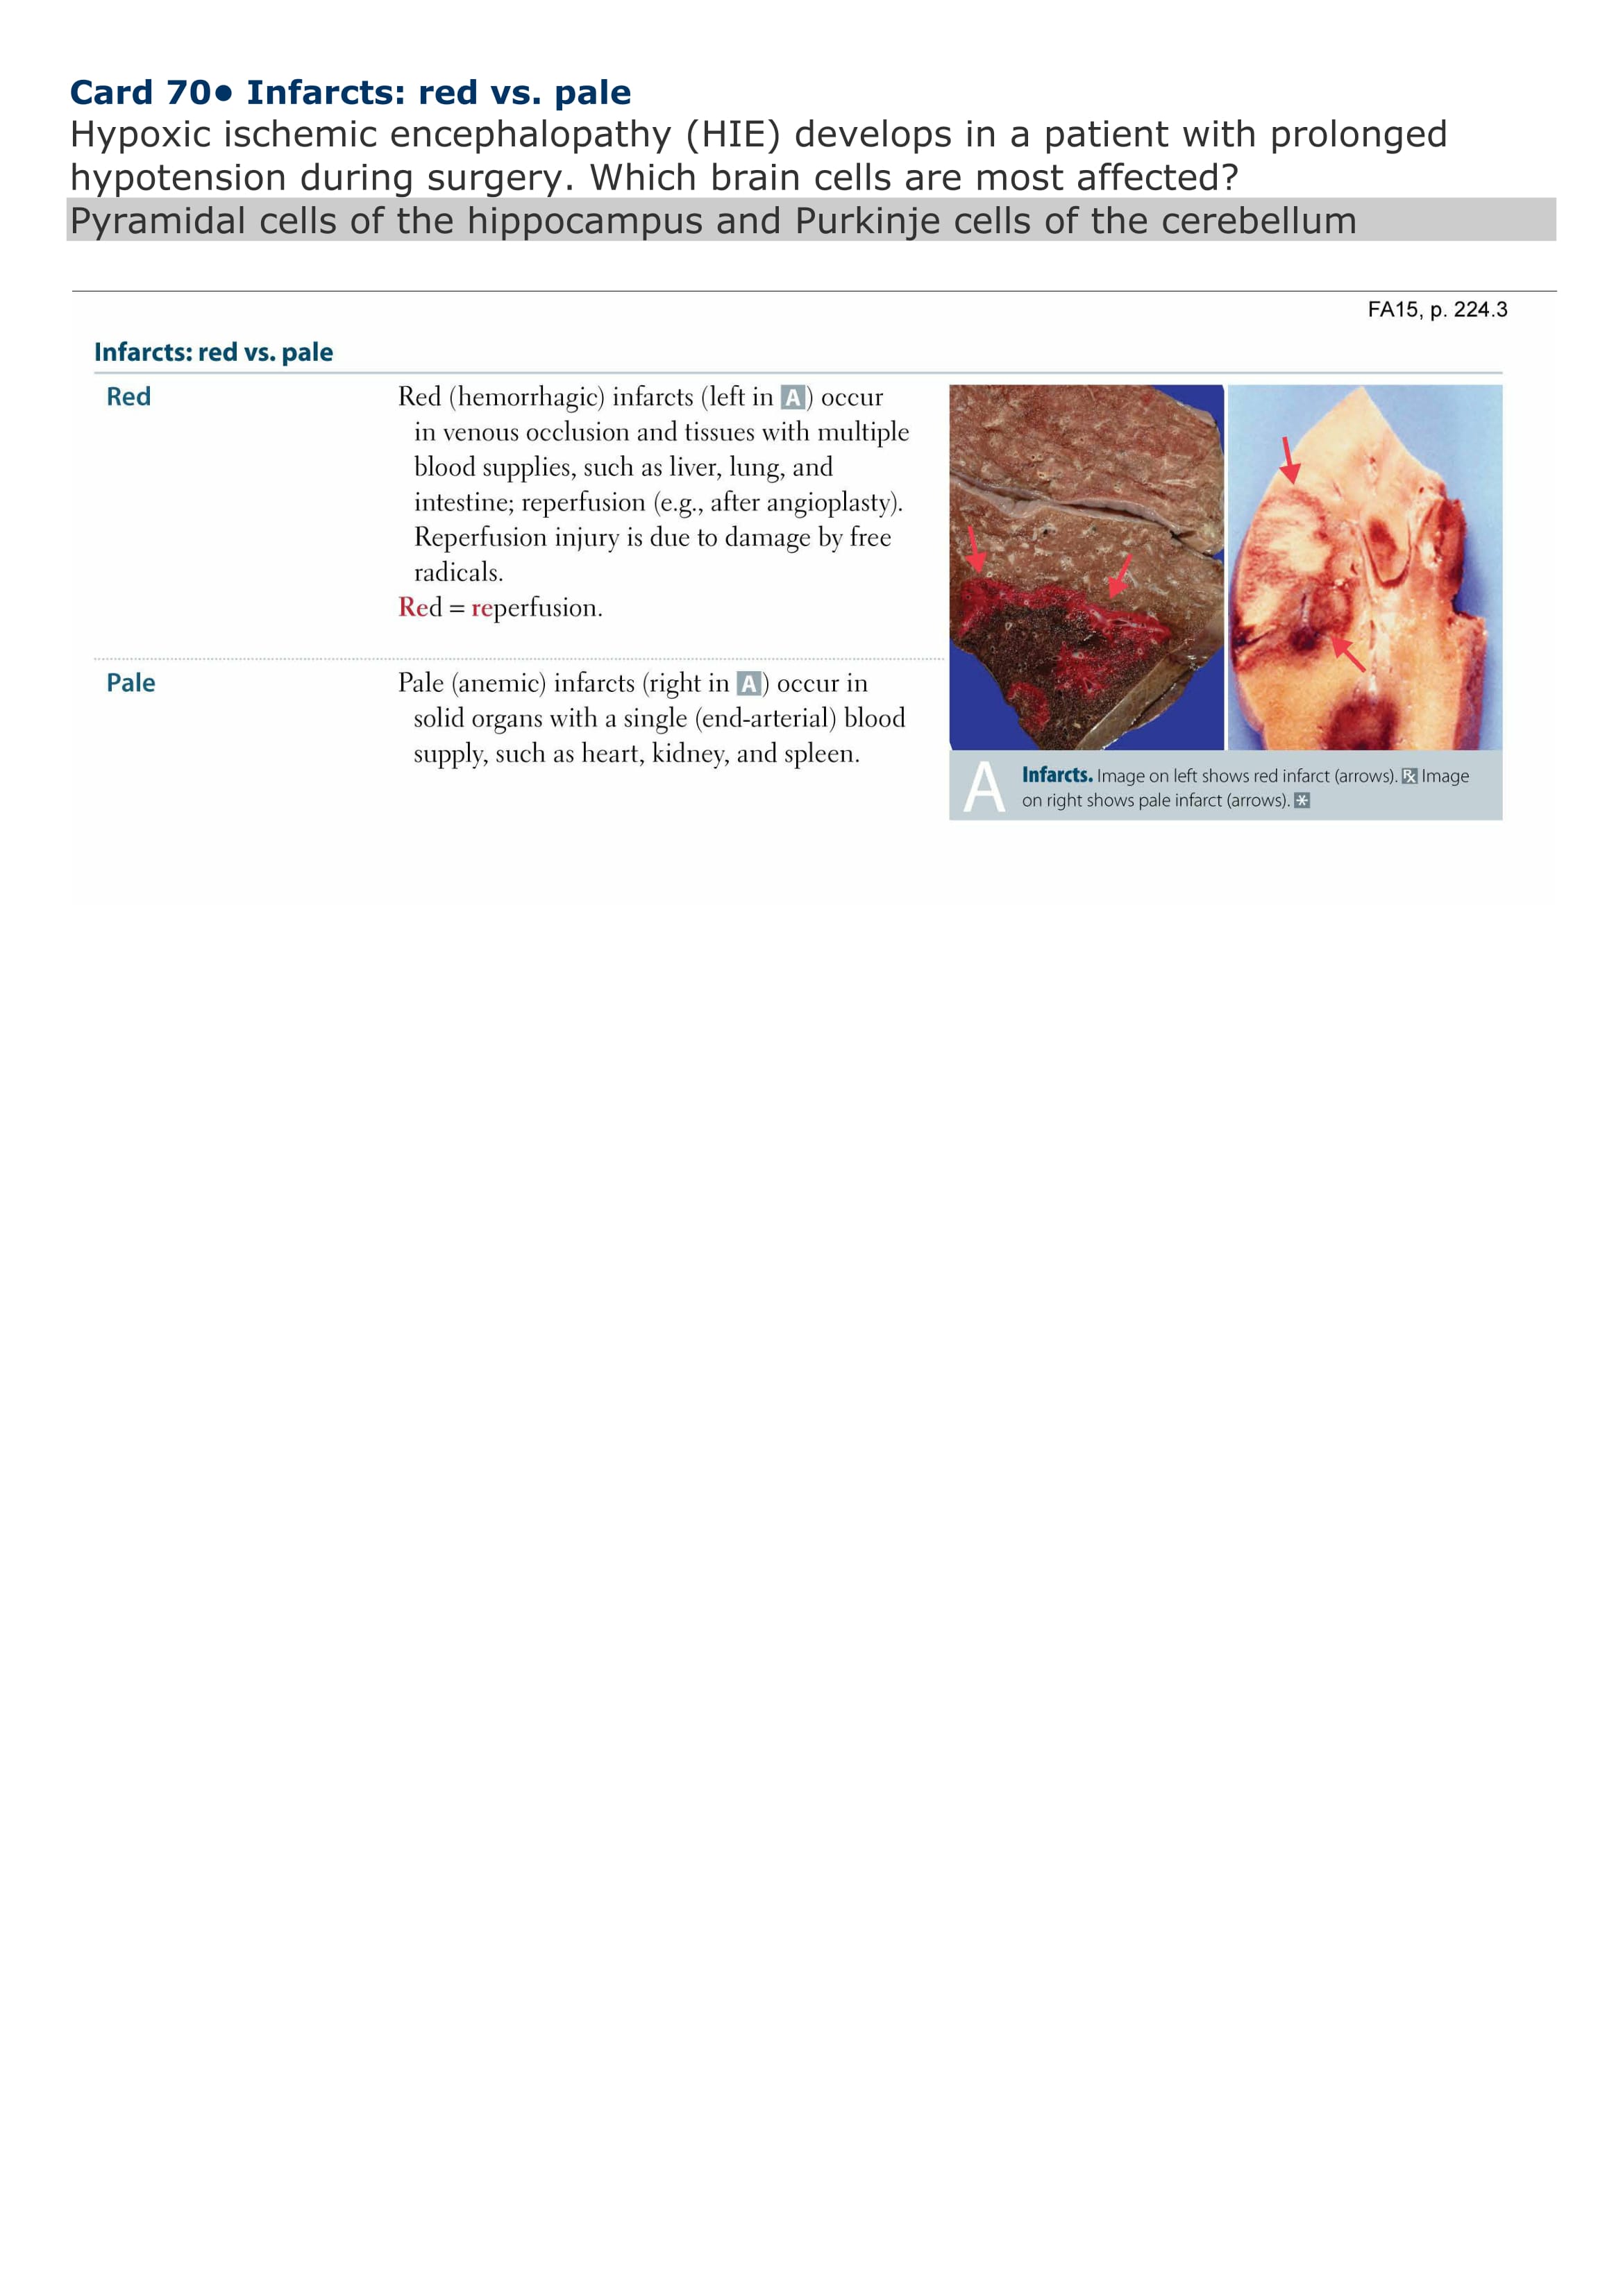 Card 70● Infarcts: red vs. pale
Hypoxic ischemic encephalopathy (HIE) develops in a patient with prolonged
hypotension during surgery. Which brain cells are most affected?
Pyramidal cells of the hippocampus and Purkinje cells of the cerebellum
FA15, p. 224.3
Infarcts: red vs. pale
Red
Red (hemorrhagic) infarcts (left in A) occur
in venous occlusion and tissues with multiple
blood supplies, such as liver, lung, and
intestine; reperfusion (e.g., after angioplasty).
Reperfusion injury is due to damage by free
radicals.
Red = reperfusion.
Pale
Pale (anemic) infarcts (right in A) occur in
solid organs with a single (end-arterial) blood
supply, such as heart, kidney, and spleen.
A
Infarcts. Image on left shows red infarct (arrows). ℞ Image
on right shows pale infarct (arrows). *